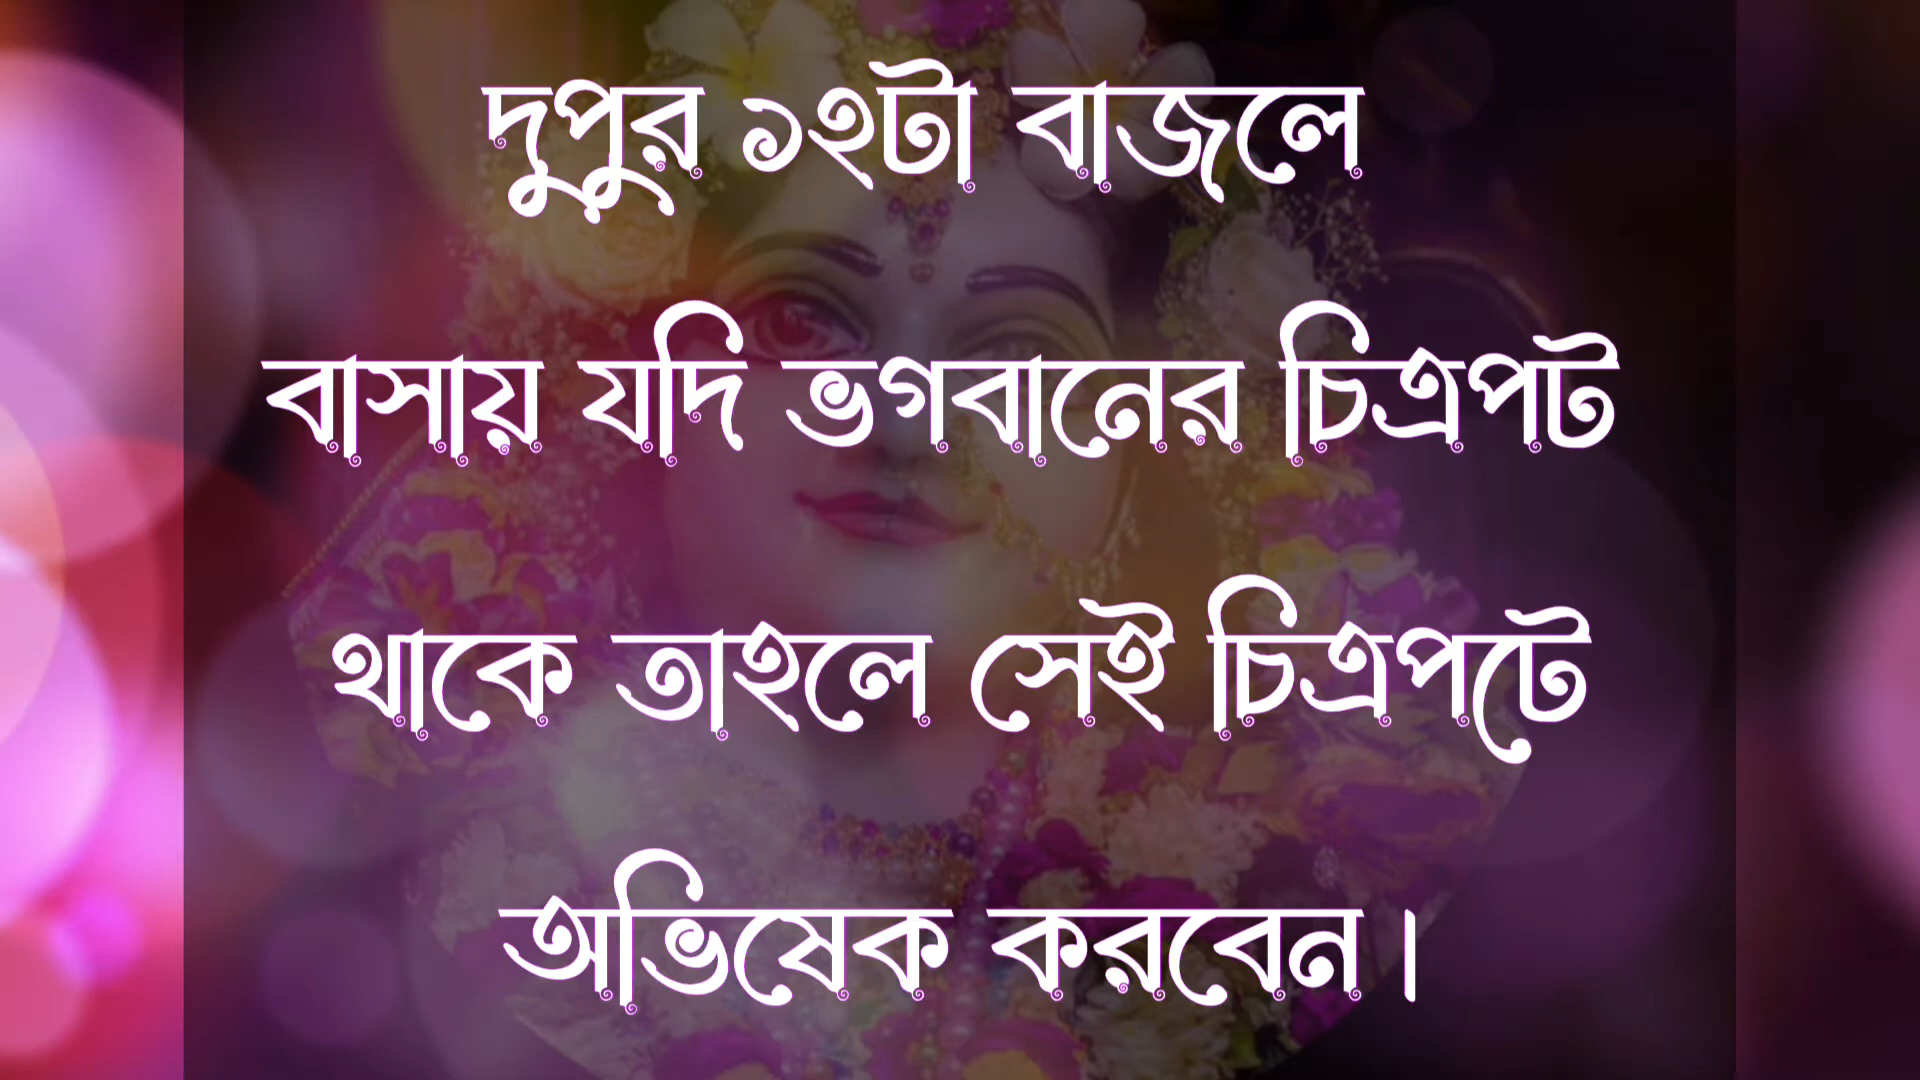 দুপুর ১২টা বাজলে
বাসায় যদি ভগবানের চিত্রপট
থাকে তাহলে সেই চিত্রপটে
অভিষেক করবেন।